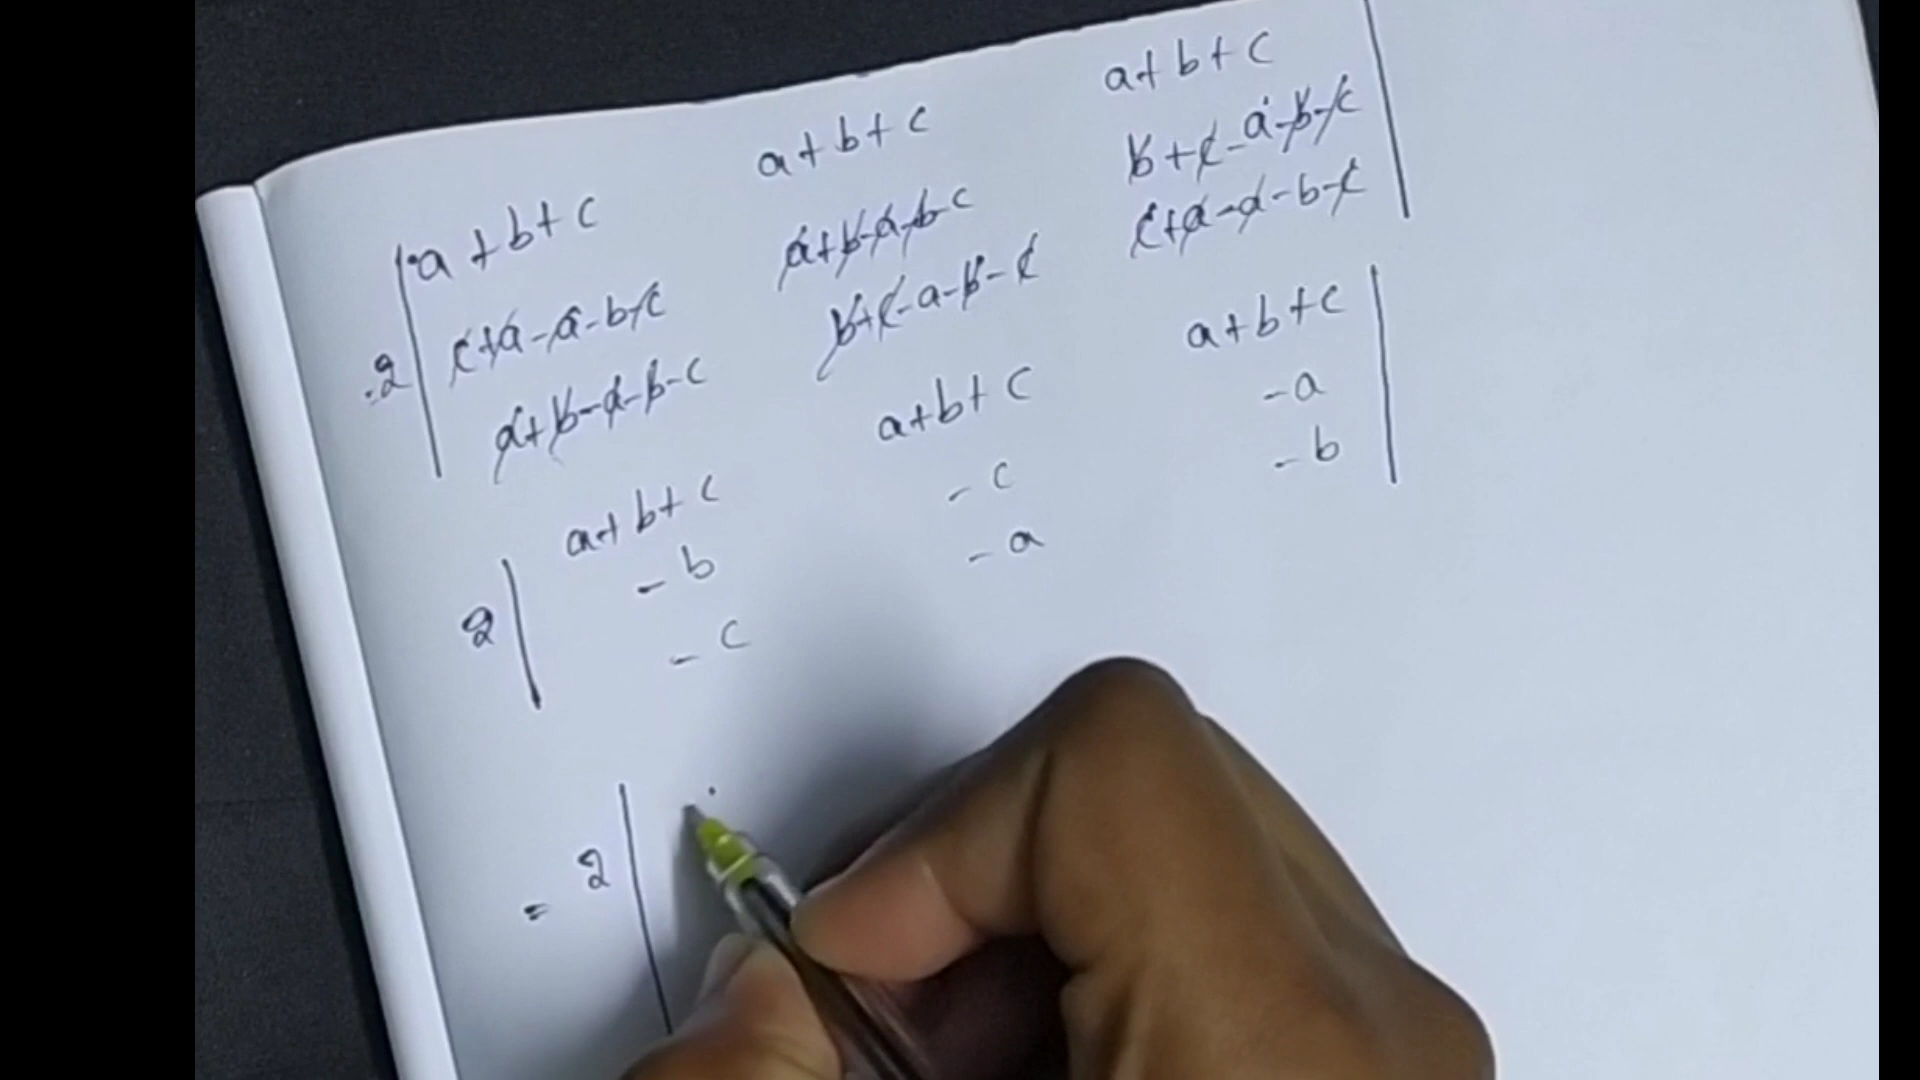 a+b+c a+b+c a+b+c
=2 c+a-a-b-c a+b-a-b-c b+c-a-b-c
a+b-a-b-c b+c-a-b-c c+a-a-b-c
a+b+c a+b+c a+b+c
2 -b -c -a
-c -a -b
= 2